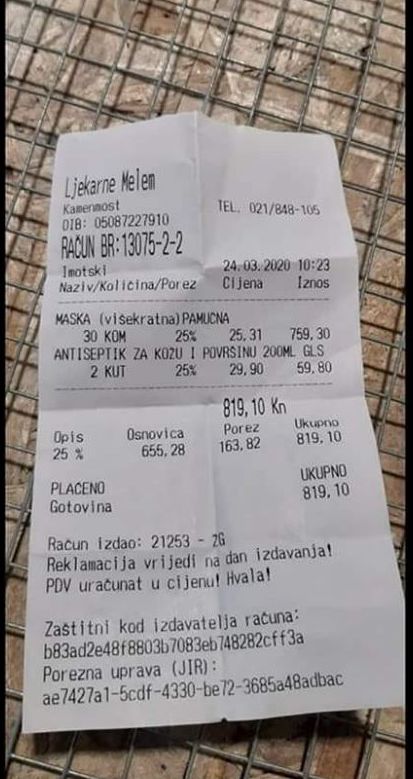 Ljekarne Melem
Kamenmost TEL. 021/848-105
OIB: 05087227910
RAČUN BR:13075-2-2
Imotski 24.03.2020 10:23
Naziv/Količina/Porez Cijena Iznos
MASKA (višekratna)PAMUČNA
30 KOM 25% 25,31 759,30
ANTISEPTIK ZA KOŽU I POVRŠINU 200ML GLS
2 KUT 25% 29,90 59,80
819,10 Kn
Opis Osnovica Porez Ukupno
25 % 655,28 163,82 819,10
PLAĆENO UKUPNO
Gotovina 819,10
Račun izdao: 21253 - ZG
Reklamacija vrijedi na dan izdavanja!
PDV uračunat u cijenu! Hvala!
Zaštitni kod izdavatelja računa:
b83ad2e48f8803b7083eb748282cff3a
Porezna uprava (JIR):
ae7427a1-5cdf-4330-be72-3685a48adbac